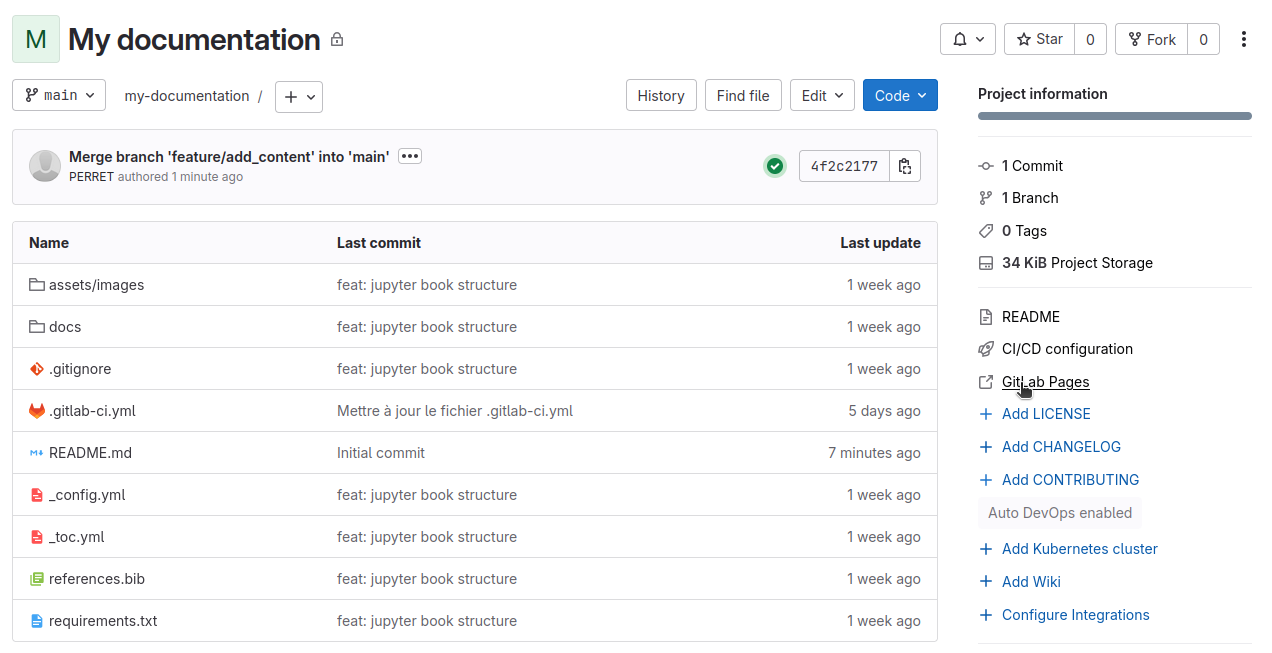 M My documentation
Star 0 Fork 0
main my-documentation / + History Find file Edit Code
Merge branch 'feature/add_content' into 'main' •••
PERRET authored 1 minute ago
4f2c2177
Name Last commit Last update
assets/images feat: jupyter book structure 1 week ago
docs feat: jupyter book structure 1 week ago
.gitignore feat: jupyter book structure 1 week ago
.gitlab-ci.yml Mettre à jour le fichier .gitlab-ci.yml 5 days ago
README.md Initial commit 7 minutes ago
_config.yml feat: jupyter book structure 1 week ago
_toc.yml feat: jupyter book structure 1 week ago
references.bib feat: jupyter book structure 1 week ago
requirements.txt feat: jupyter book structure 1 week ago
Project information
1 Commit
1 Branch
0 Tags
34 KiB Project Storage
README
CI/CD configuration
GitLab Pages
+ Add LICENSE
+ Add CHANGELOG
+ Add CONTRIBUTING
Auto DevOps enabled
+ Add Kubernetes cluster
+ Add Wiki
+ Configure Integrations